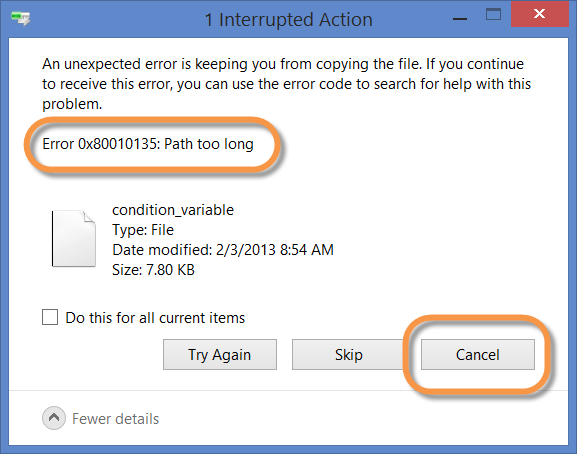 1 Interrupted Action
An unexpected error is keeping you from copying the file. If you continue
to receive this error, you can use the error code to search for help with this
problem.
Error 0x80010135: Path too long
condition_variable
Type: File
Date modified: 2/3/2013 8:54 AM
Size: 7.80 KB
Do this for all current items
Try Again Skip Cancel
Fewer details